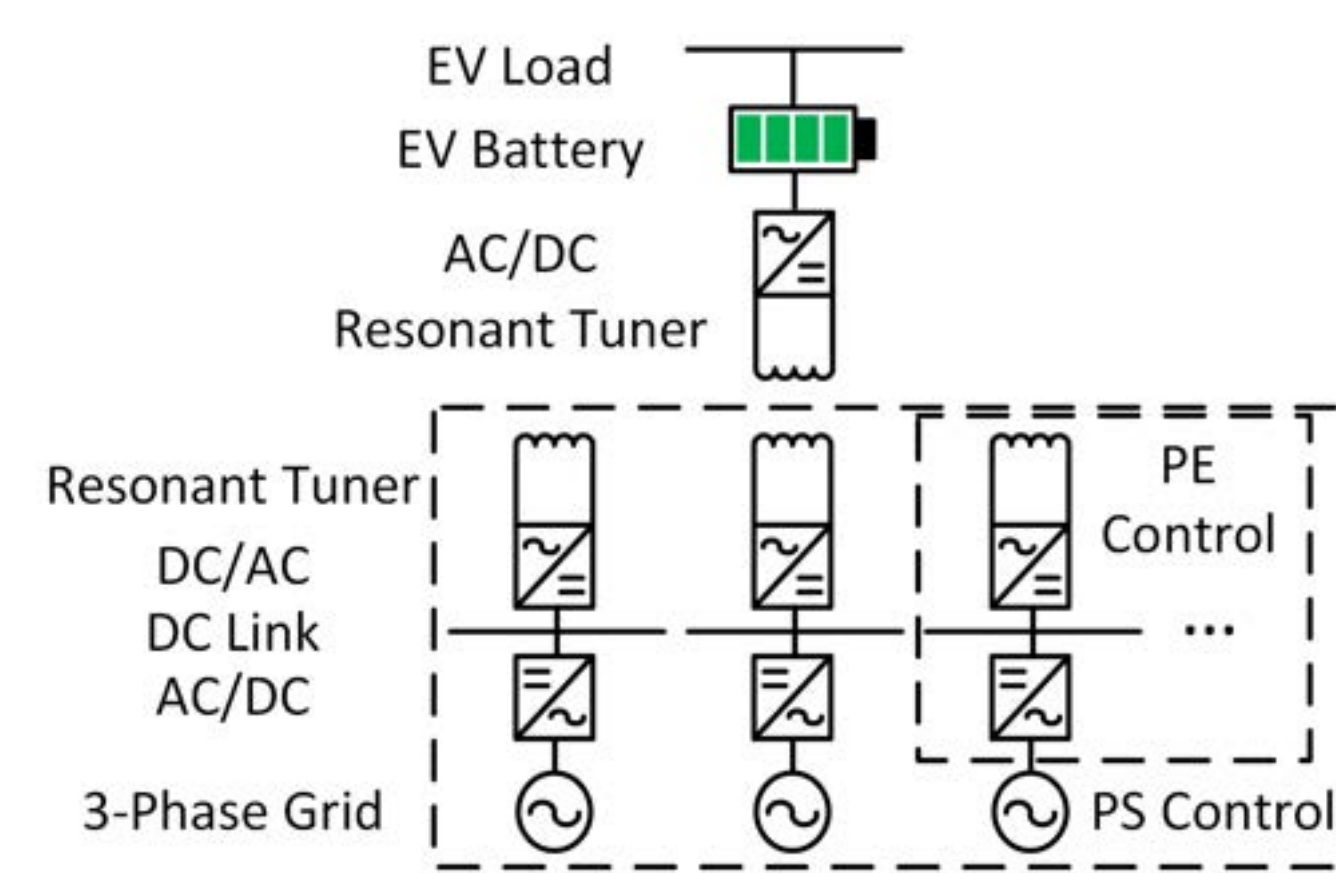 EV Load
EV Battery
AC/DC
Resonant Tuner
Resonant Tuner
PE
Control
DC/AC
DC Link
...
AC/DC
3-Phase Grid
PS Control